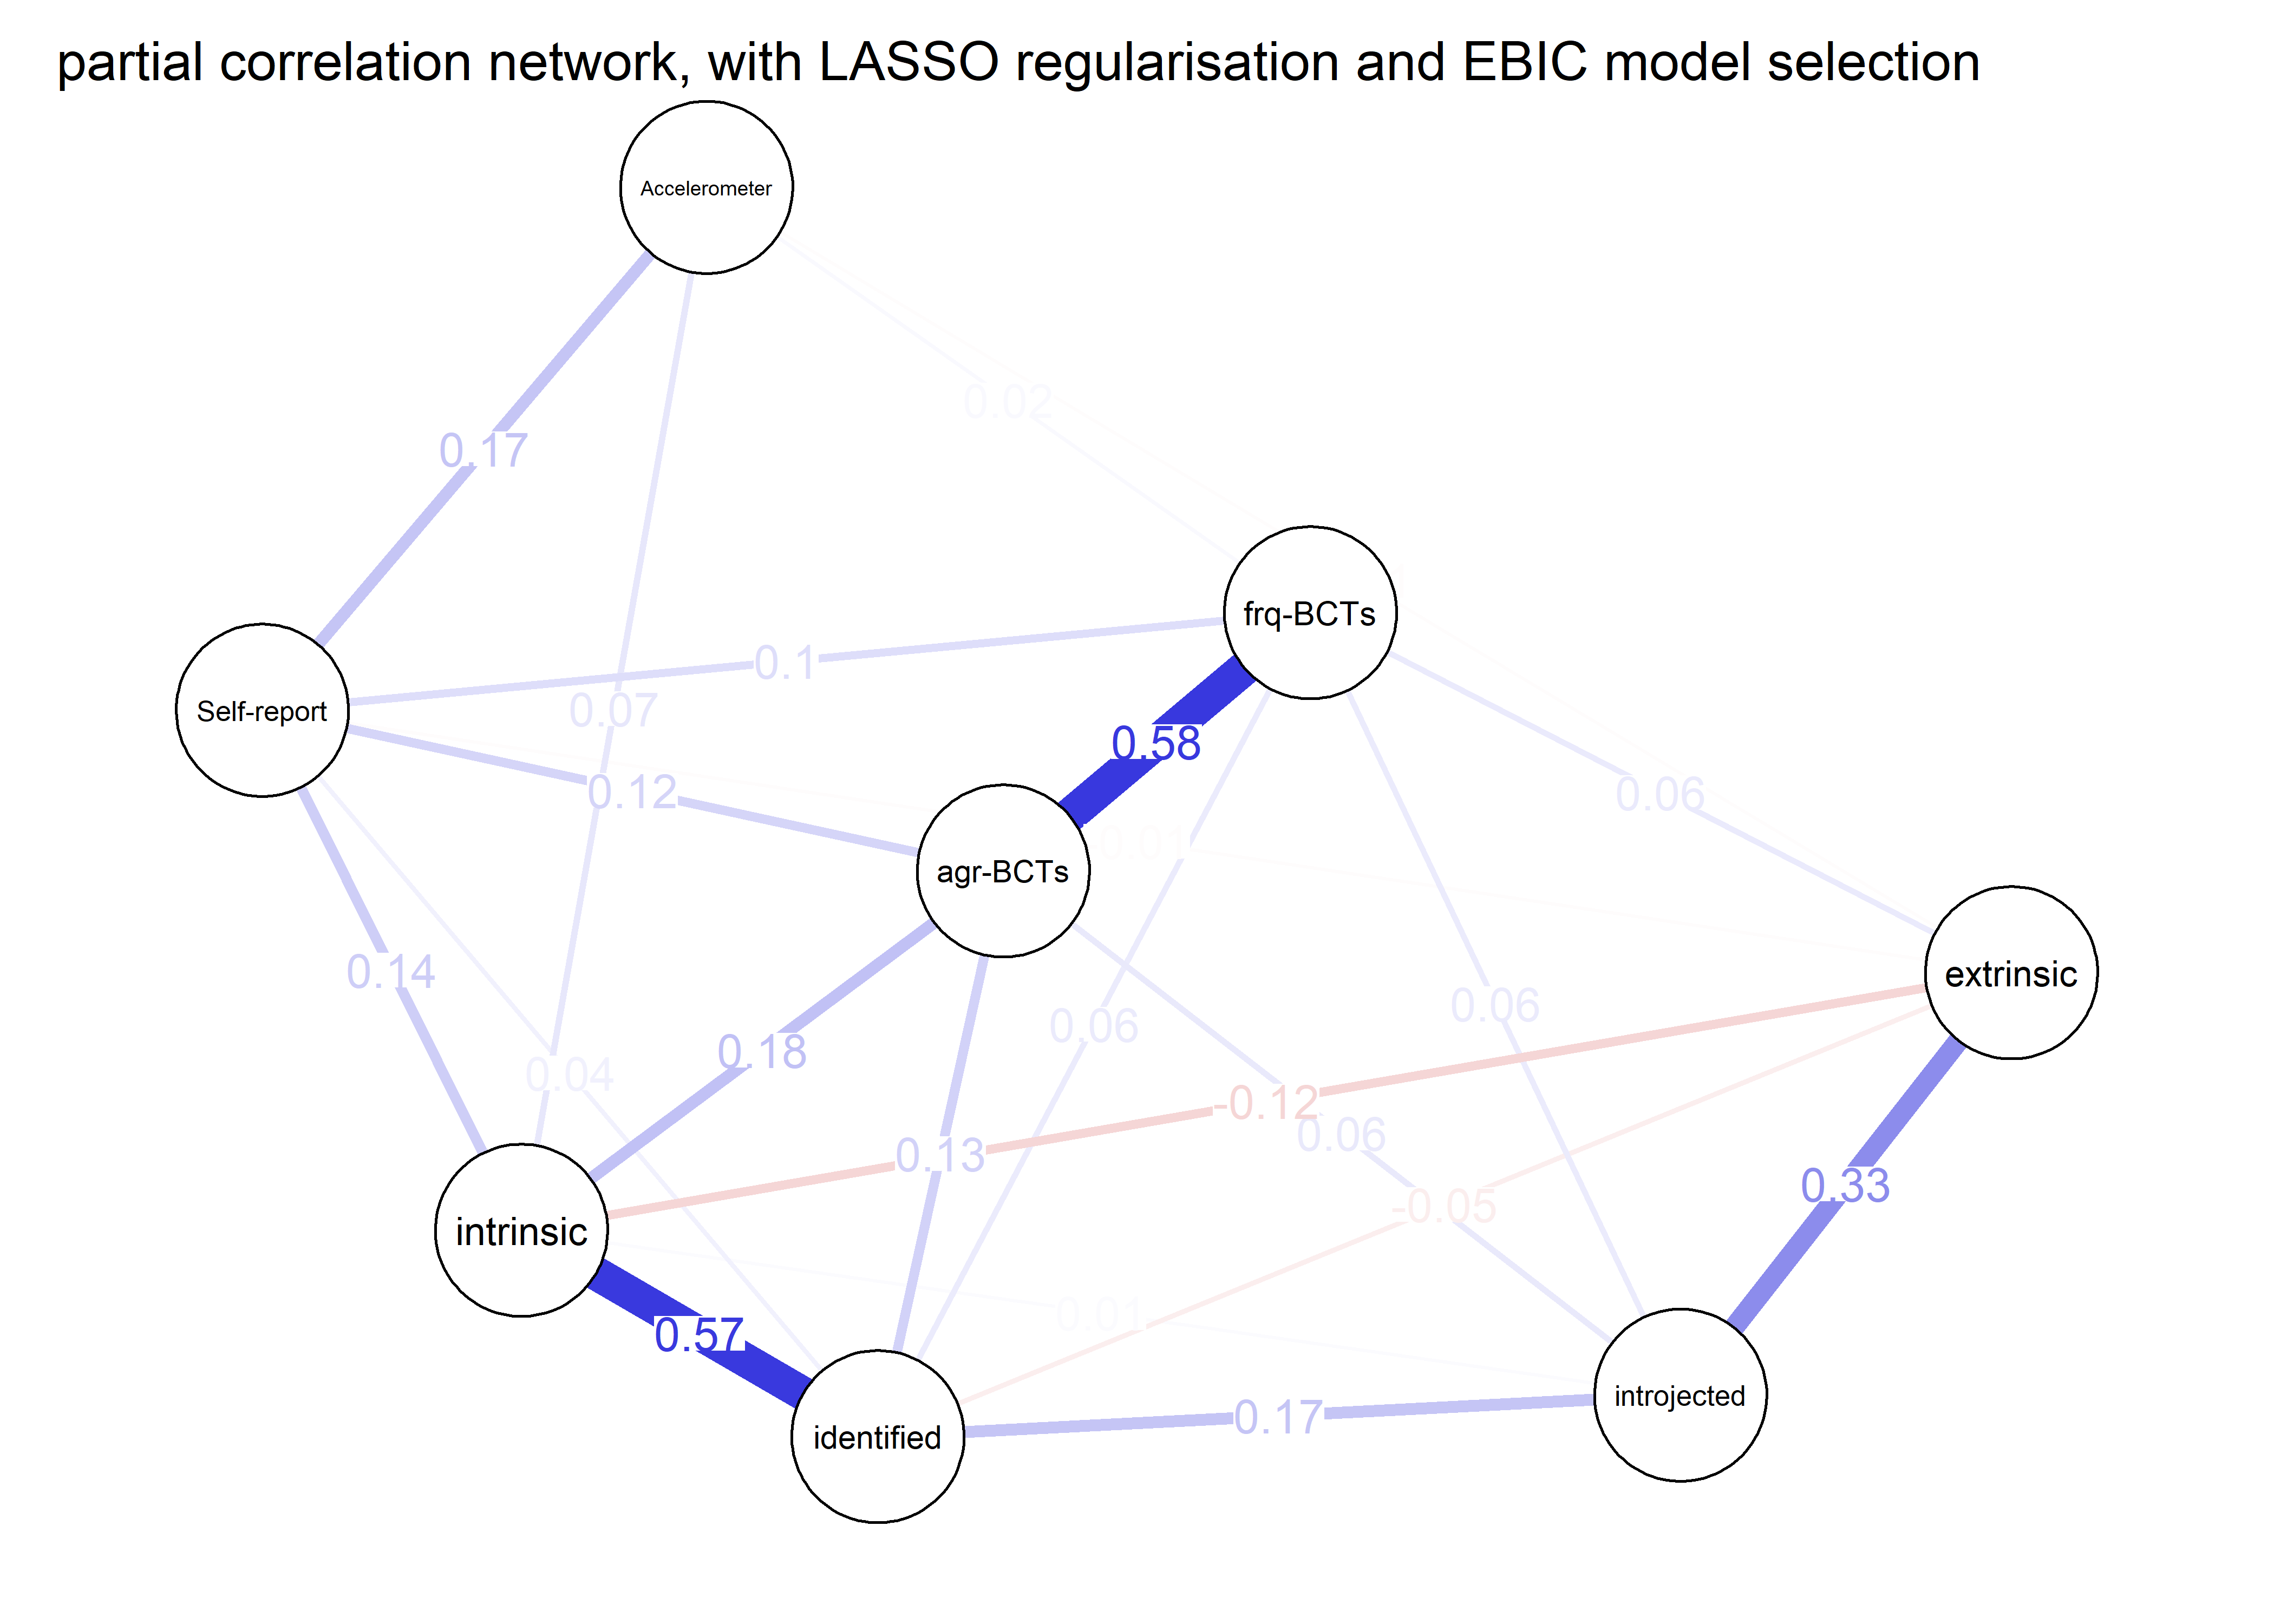 partial correlation network, with LASSO regularisation and EBIC model selection
Accelerometer
0.02
0.17
frq-BCTs
0.1
Self-report
0.07
0.58
0.12
0.06
0.01
agr-BCTs
0.14
extrinsic
0.06
0.06
0.18
0.04
-0.12
0.06
0.13
0.33
-0.05
intrinsic
0.01
0.57
introjected
0.17
identified